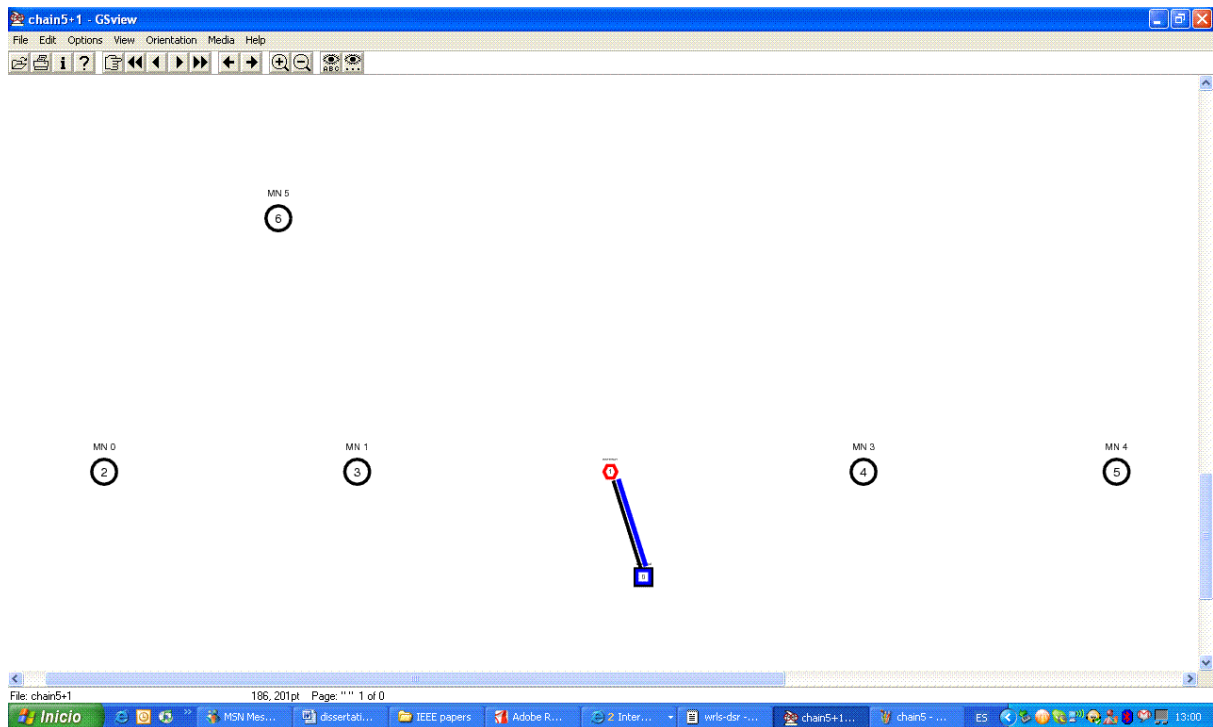 chain5+1 - GSview
File Edit Options View Orientation Media Help
i ?
ABC
MN 5
6
MN 0 MN 1 MN 3 MN 4
2 3 1 4 5
0
File: chain5+1 186, 201pt Page: "" 1 of 0
Inicio » MSN Mes... dissertati... IEEE papers Adobe R... 2 Inter... wrls-dsr -... chain5+1... chain5 - ... ES 13:00